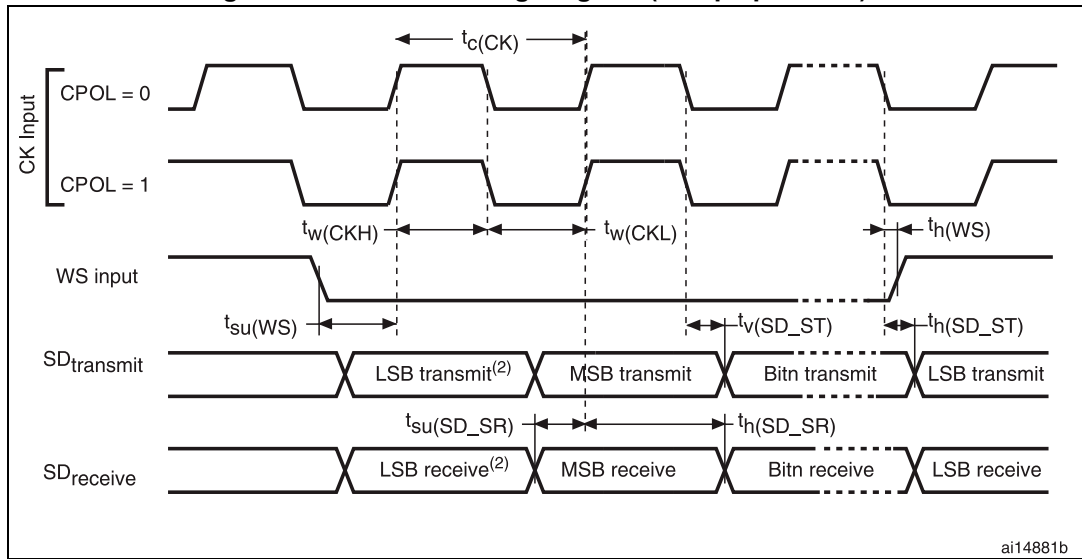 tc(CK)
CK Input
CPOL = 0
CPOL = 1
tw(CKH)
tw(CKL)
th(WS)
WS input
tsu(WS)
tv(SD_ST)
th(SD_ST)
SDtransmit
LSB transmit(2)
MSB transmit
Bitn transmit
LSB transmit
tsu(SD_SR)
th(SD_SR)
SDreceive
LSB receive(2)
MSB receive
Bitn receive
LSB receive
ai14881b